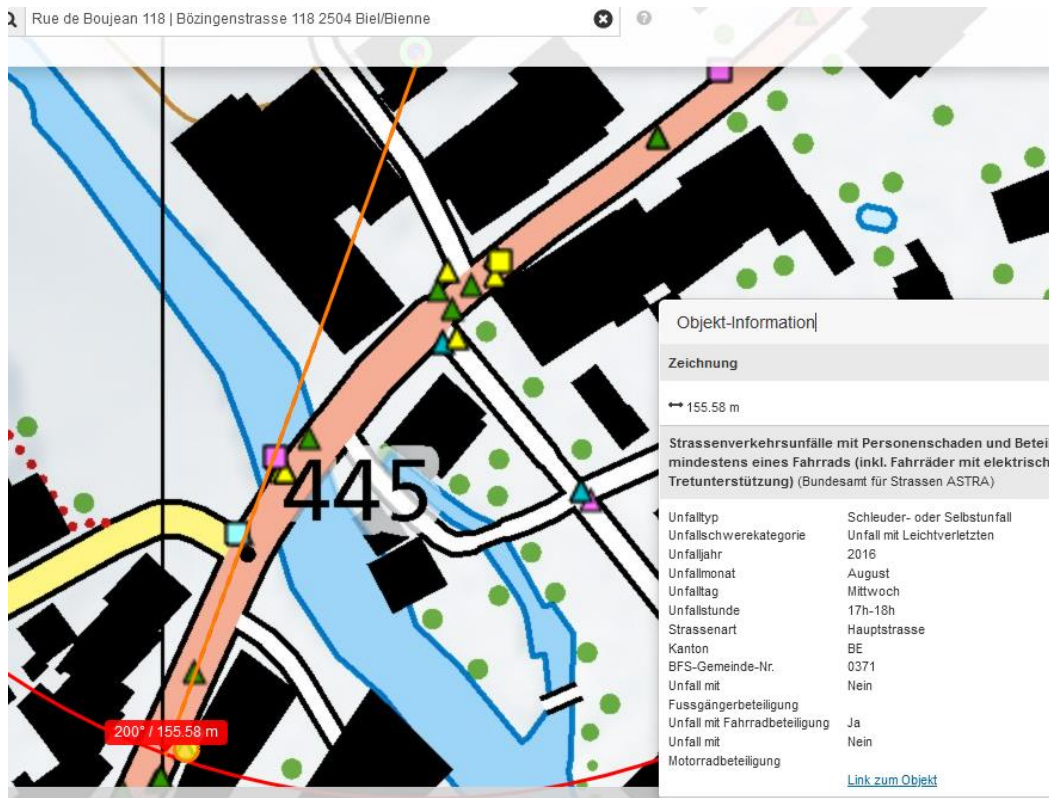 Rue de Boujean 118 | Bözingenstrasse 118 2504 Biel/Bienne
445
200° / 155.58 m
Objekt-Information
Zeichnung
155.58 m
Strassenverkehrsunfälle mit Personenschaden und Betei
mindestens eines Fahrrads (inkl. Fahrräder mit elektrisch
Tretunterstützung) (Bundesamt für Strassen ASTRA)
Unfalltyp Schleuder- oder Selbstunfall
Unfallschwerekategorie Unfall mit Leichtverletzten
Unfalljahr 2016
Unfallmonat August
Unfalltag Mittwoch
Unfallstunde 17h-18h
Strassenart Hauptstrasse
Kanton BE
BFS-Gemeinde-Nr. 0371
Unfall mit Nein
Fussgängerbeteiligung
Unfall mit Fahrradbeteiligung Ja
Unfall mit Nein
Motorradbeteiligung
Link zum Objekt